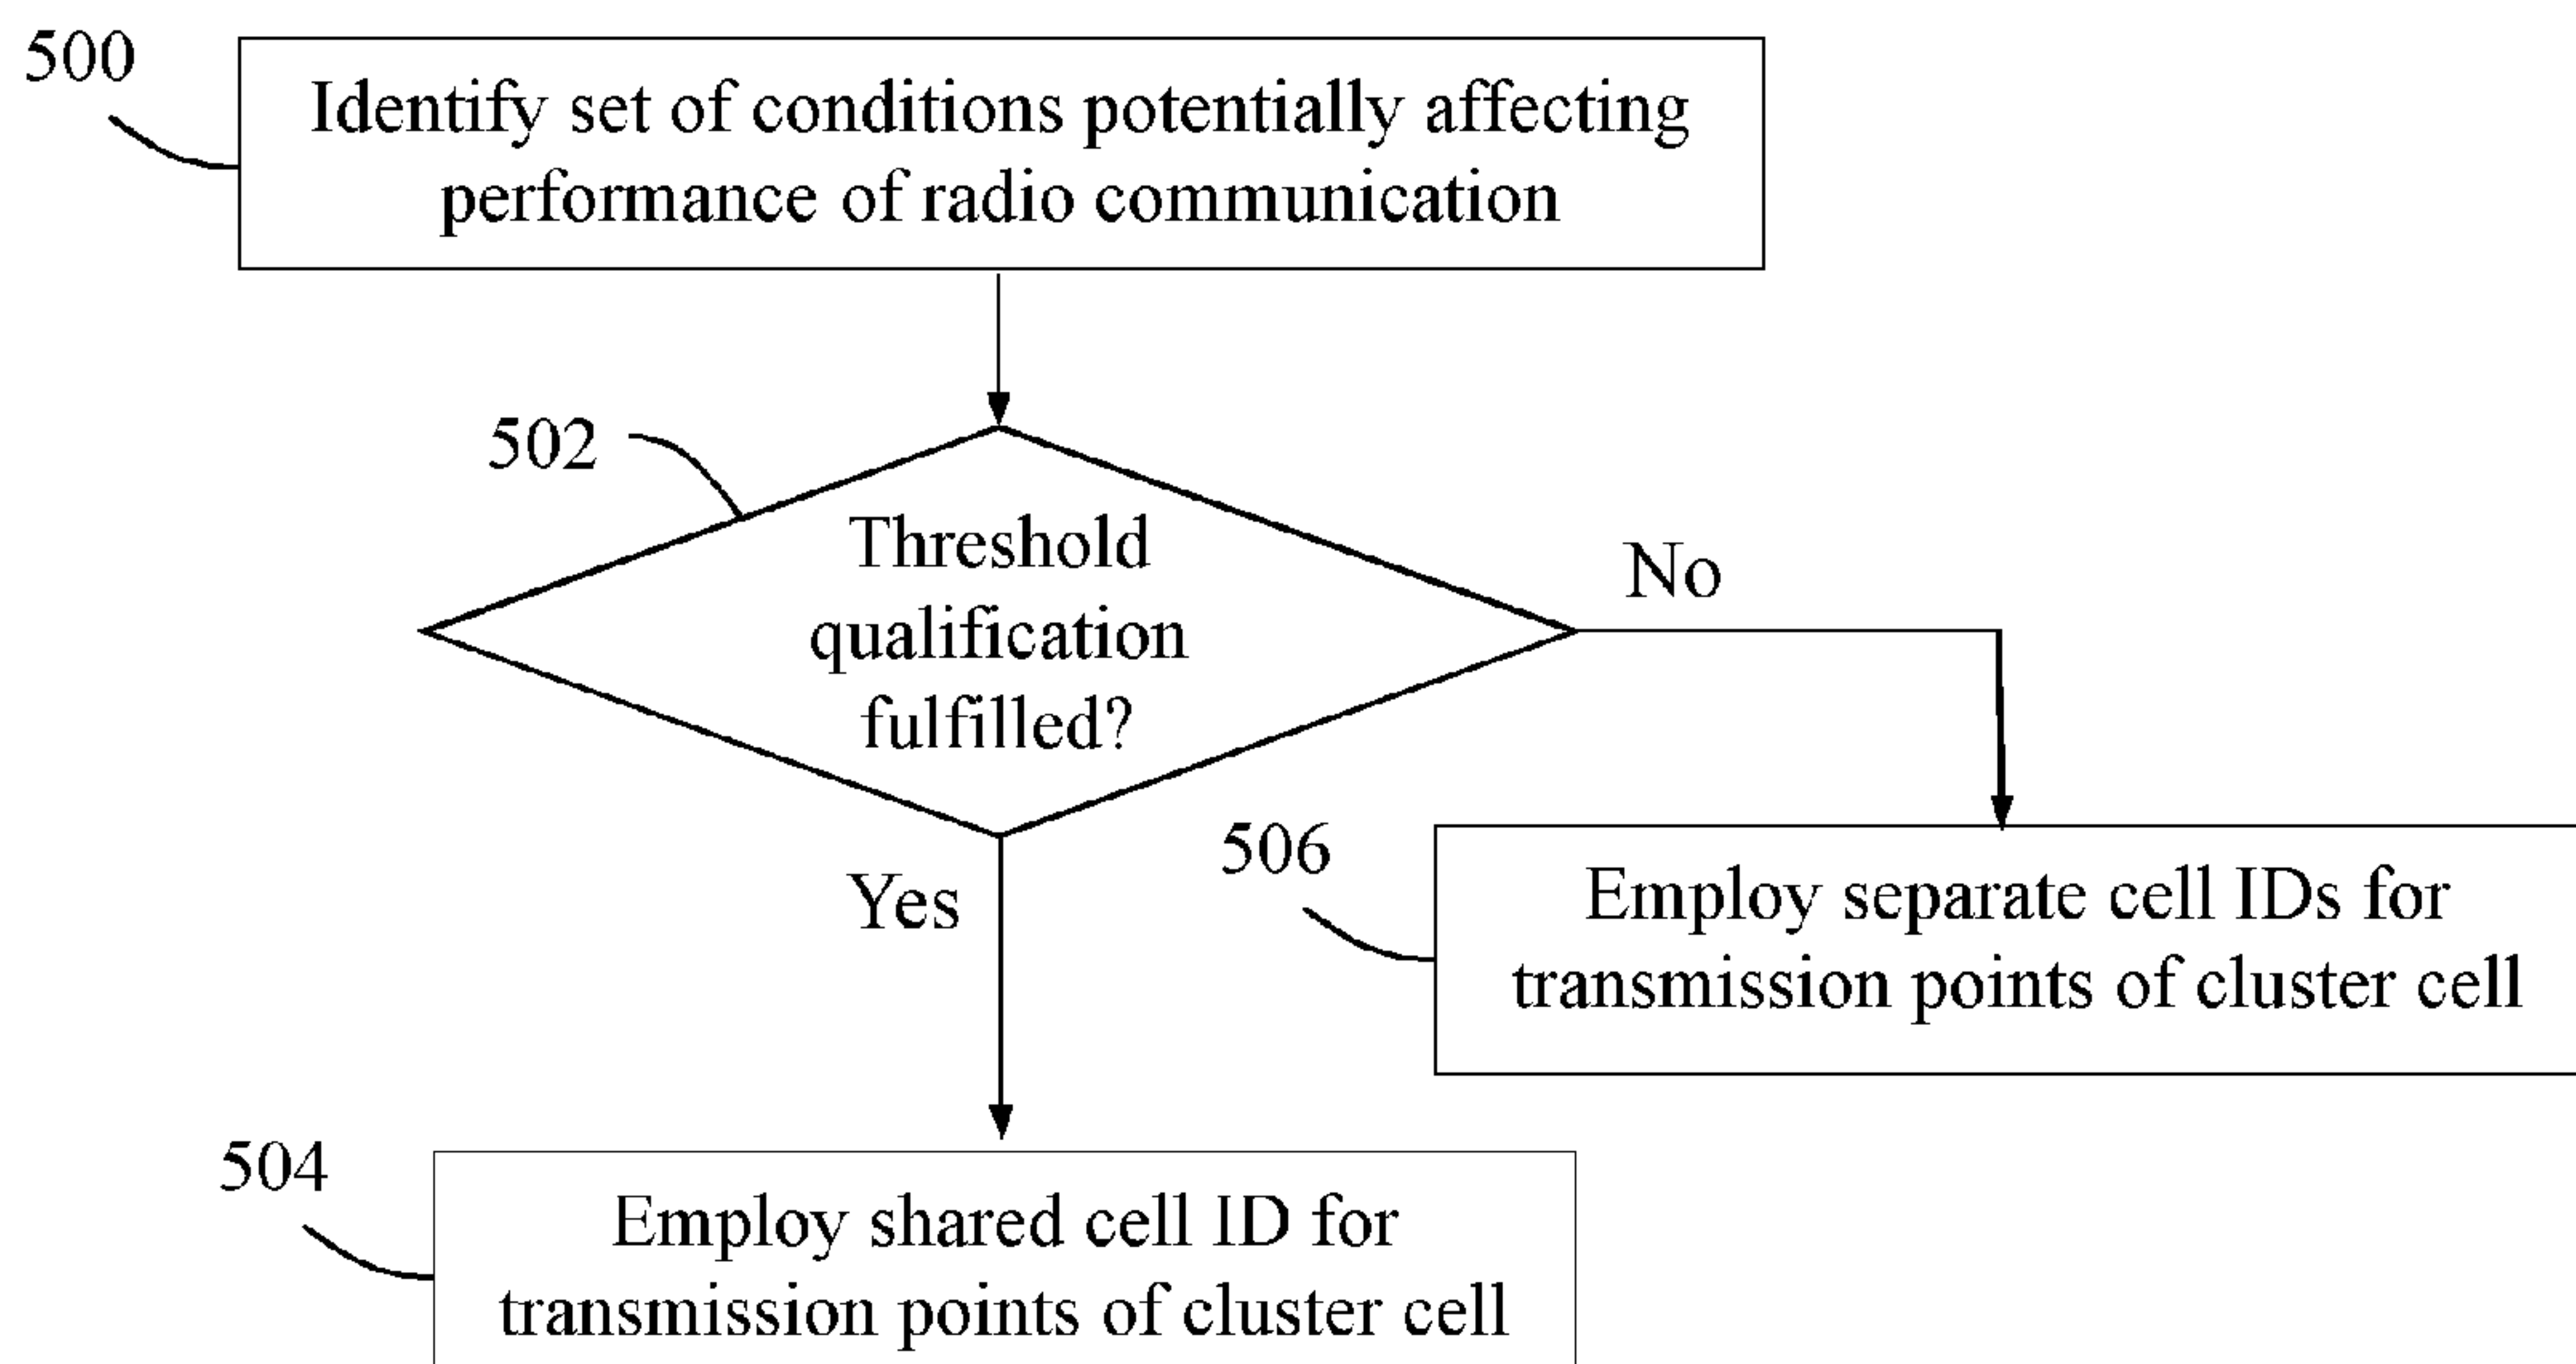 500
Identify set of conditions potentially affecting
performance of radio communication
502
Threshold
qualification
fulfilled?
No
Yes
506
Employ separate cell IDs for
transmission points of cluster cell
504
Employ shared cell ID for
transmission points of cluster cell